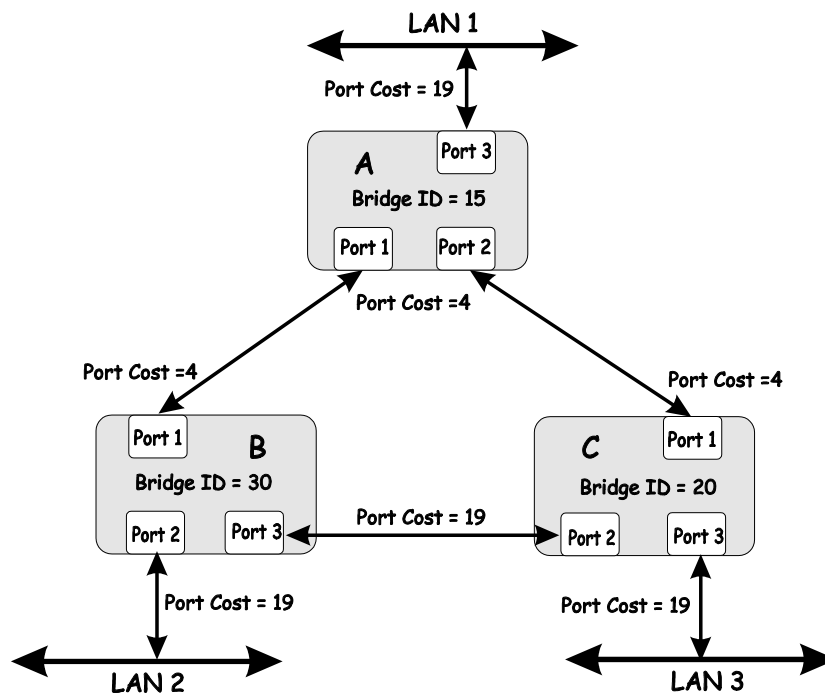 LAN 1
Port Cost = 19
Port 3
A
Bridge ID = 15
Port 1
Port 2
Port Cost =4
Port Cost =4
Port Cost =4
Port 1
B
Bridge ID = 30
Port 2
Port 3
Port Cost = 19
Port 1
C
Bridge ID = 20
Port 2
Port 3
Port Cost = 19
Port Cost = 19
LAN 2
LAN 3